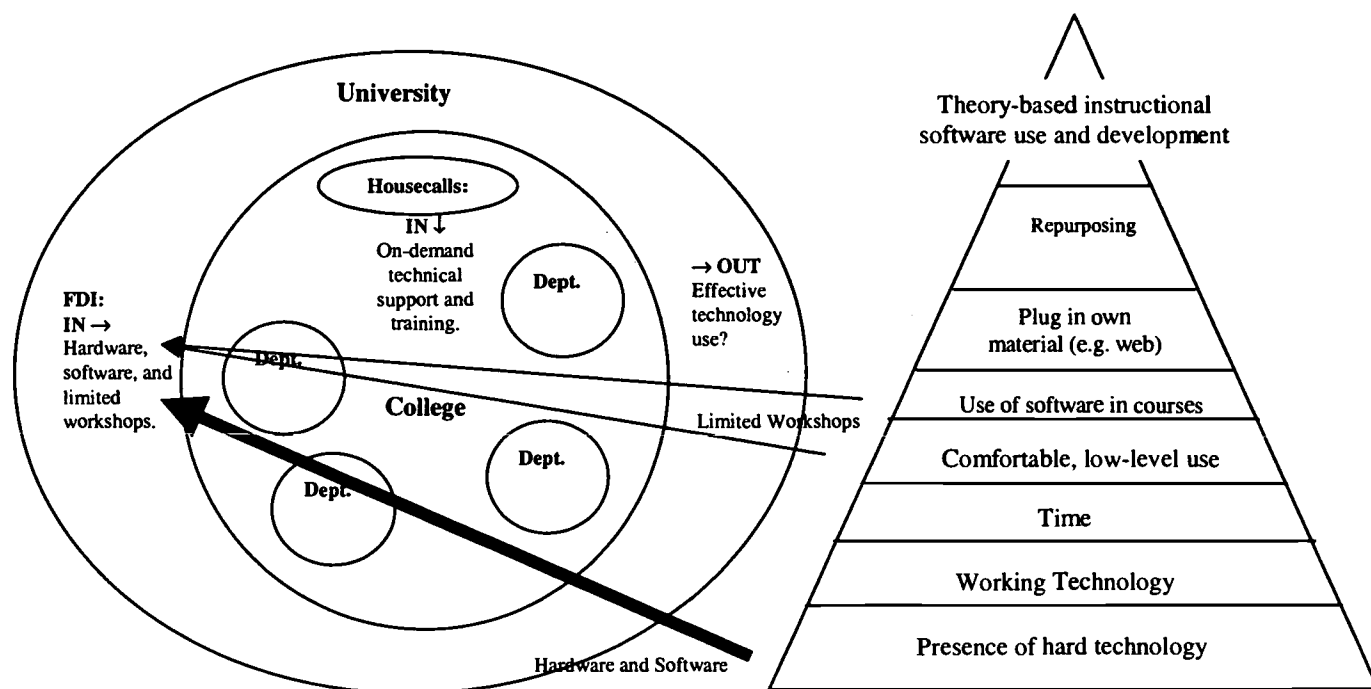 University
Housecalls:
IN ↓
On-demand
technical
support and
training.
Dept.
→ OUT
Effective
technology
use?
FDI:
IN →
Hardware,
software, and
limited
workshops.
Dept.
College
Limited Workshops
Dept.
Dept.
Hardware and Software
Theory-based instructional
software use and development
Repurposing
Plug in own
material (e.g. web)
Use of software in courses
Comfortable, low-level use
Time
Working Technology
Presence of hard technology